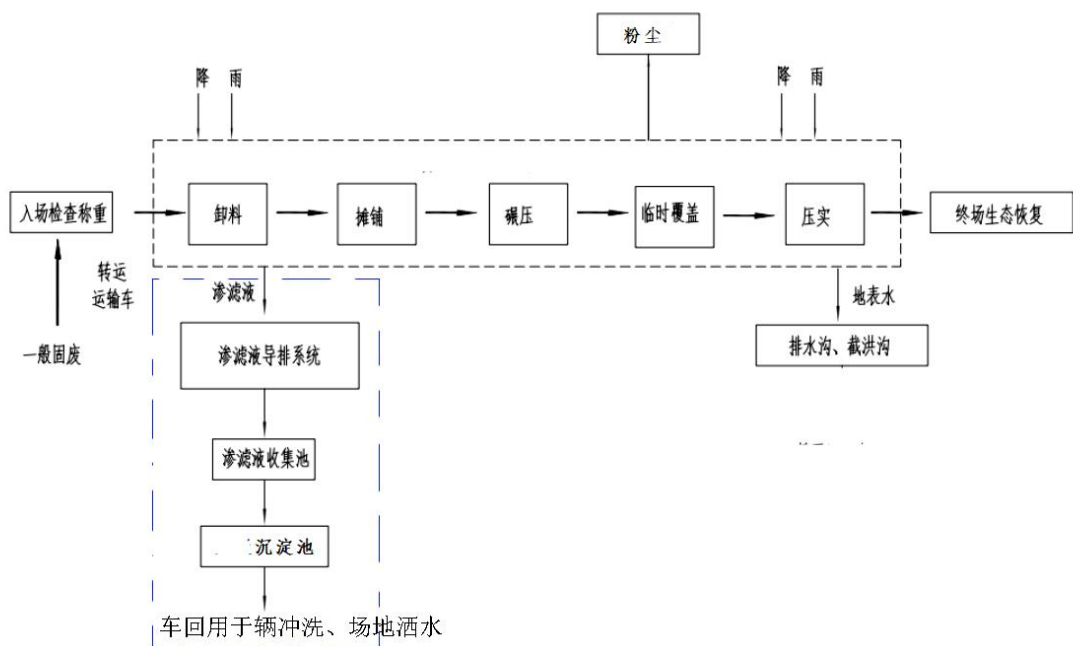 粉尘
降 雨
降 雨
入场检查称重
卸料
摊铺
碾压
临时覆盖
压实
终场生态恢复
转运
运输车
一般固废
渗滤液
地表水
渗滤液导排系统
排水沟、截洪沟
渗滤液收集池
沉淀池
车回用于辆冲洗、场地洒水